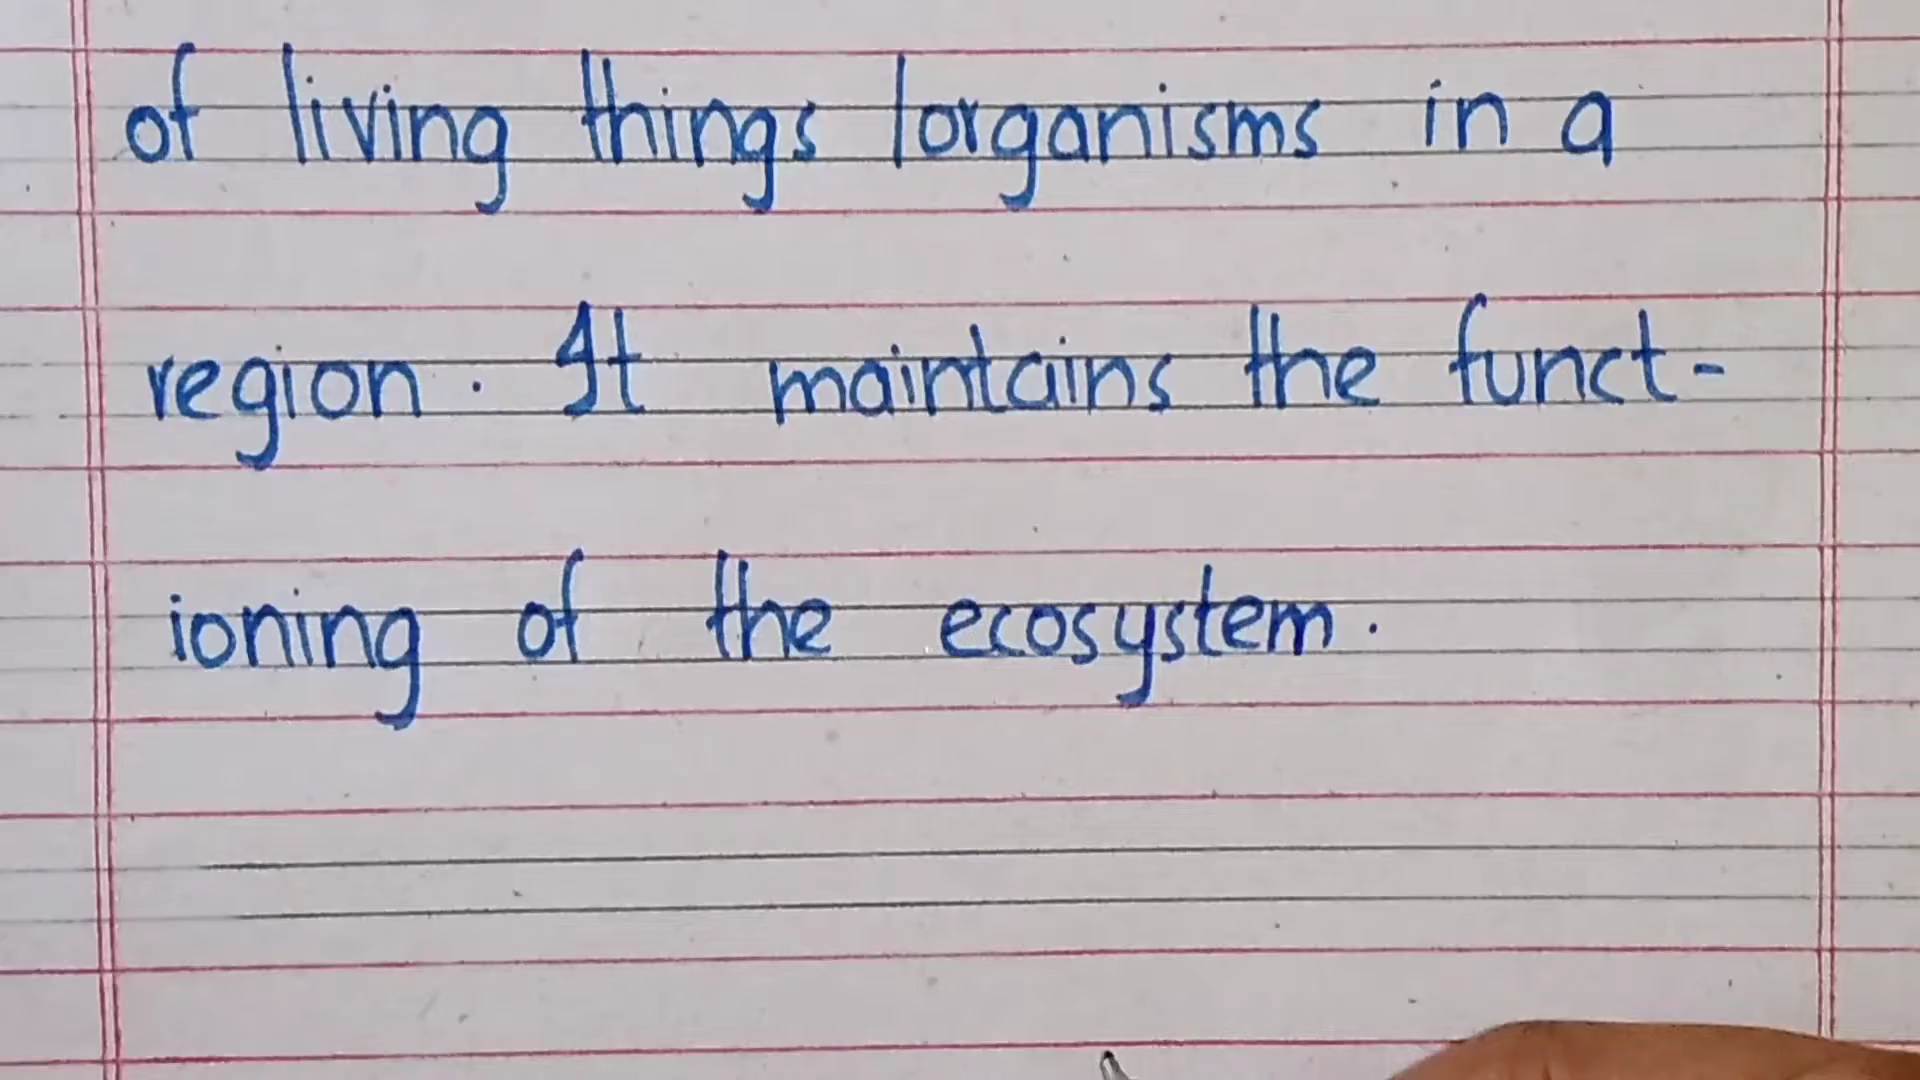 of living things /organisms in a
region. It maintains the funct-
ioning of the ecosystem.